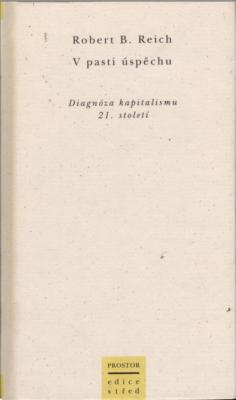 Robert B. Reich
V pasti úspěchu
Diagnóza kapitalismu
21. století
PROSTOR
edice
střed